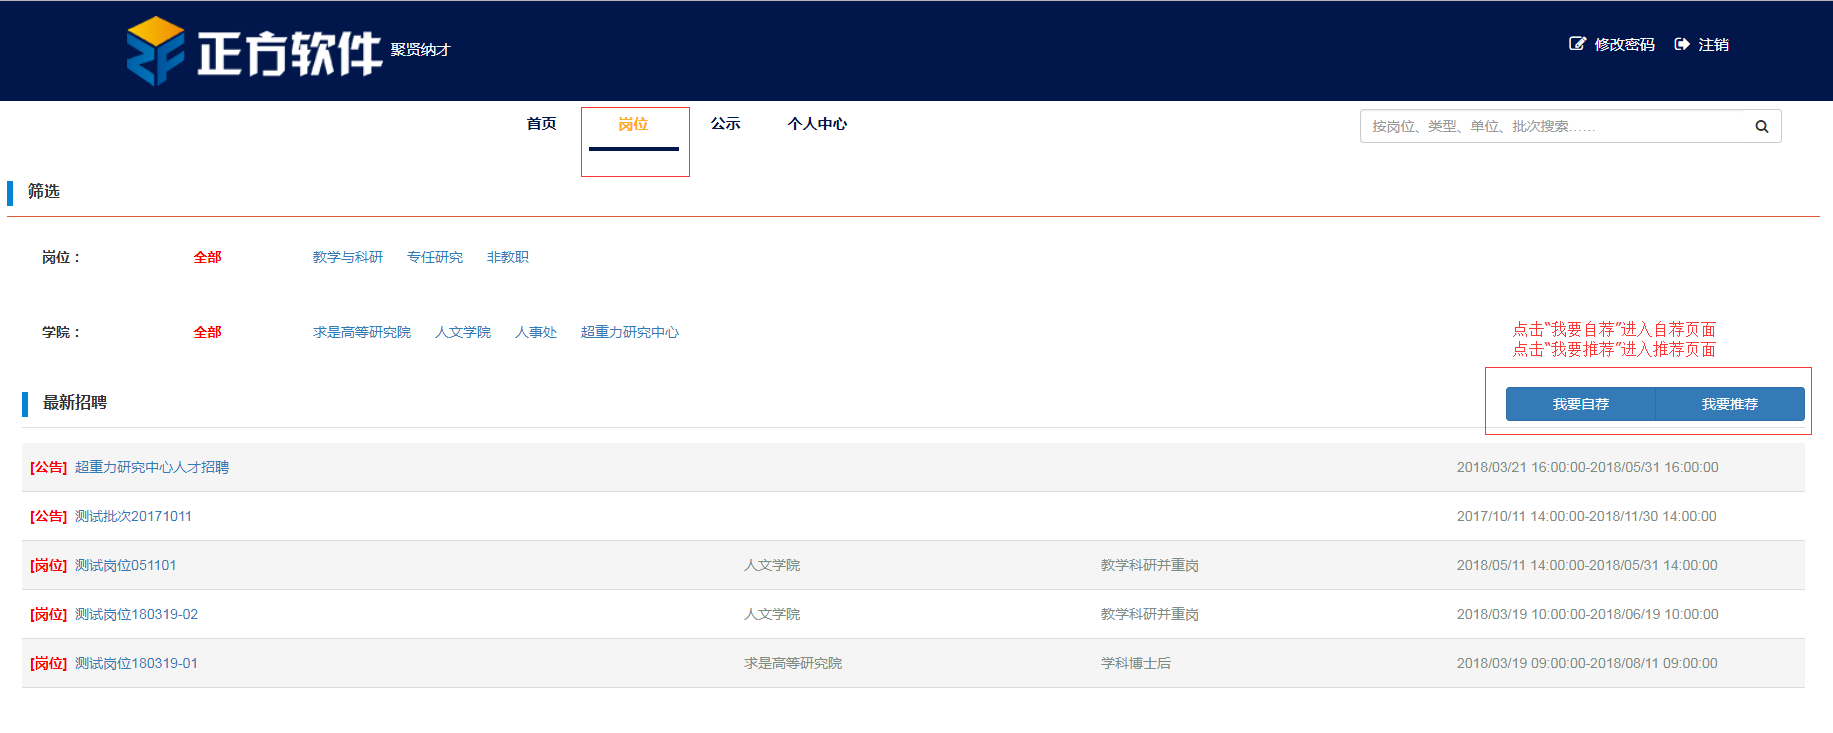 正方软件 聚贤纳才 修改密码 注销
首页 岗位 公示 个人中心 按岗位、类型、单位、批次搜索……
筛选
岗位： 全部 教学与科研 专任研究 非教职
学院： 全部 求是高等研究院 人文学院 人事处 超重力研究中心
点击“我要自荐”进入自荐页面
点击“我要推荐”进入推荐页面
最新招聘 我要自荐 我要推荐
[公告] 超重力研究中心人才招聘 2018/03/21 16:00:00-2018/05/31 16:00:00
[公告] 测试批次20171011 2017/10/11 14:00:00-2018/11/30 14:00:00
[岗位] 测试岗位051101 人文学院 教学科研并重岗 2018/05/11 14:00:00-2018/05/31 14:00:00
[岗位] 测试岗位180319-02 人文学院 教学科研并重岗 2018/03/19 10:00:00-2018/06/19 10:00:00
[岗位] 测试岗位180319-01 求是高等研究院 学科博士后 2018/03/19 09:00:00-2018/08/11 09:00:00